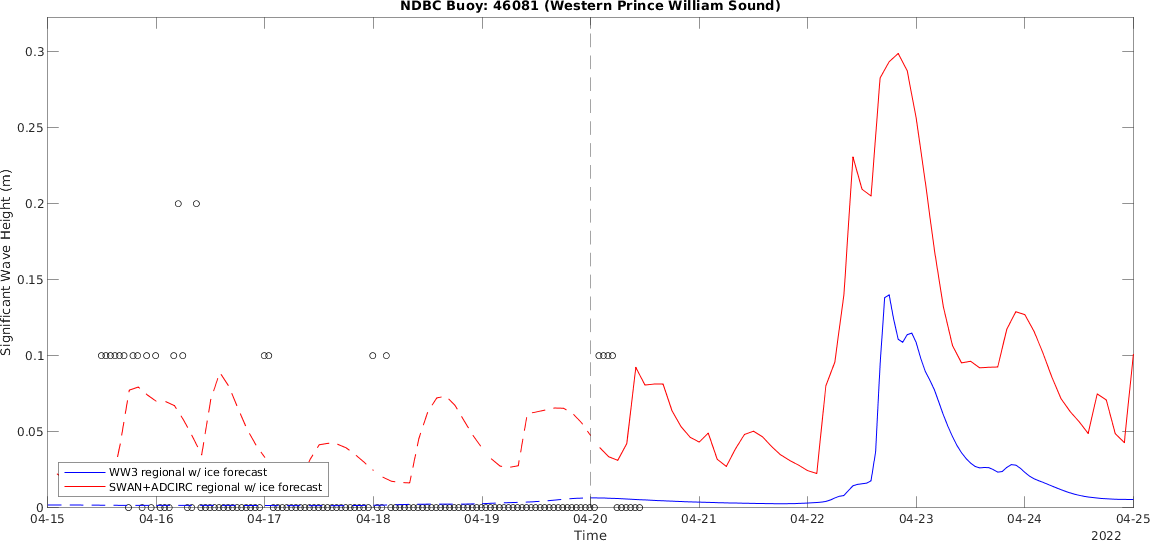 NDBC Buoy: 46081 (Western Prince William Sound)
Significant Wave Height (m)
0.3
0.25
0.2
0.15
0.1
0.05
0
WW3 regional w/ ice forecast
SWAN+ADCIRC regional w/ ice forecast
04-15 04-16 04-17 04-18 04-19 04-20 04-21 04-22 04-23 04-24 04-25
Time
2022